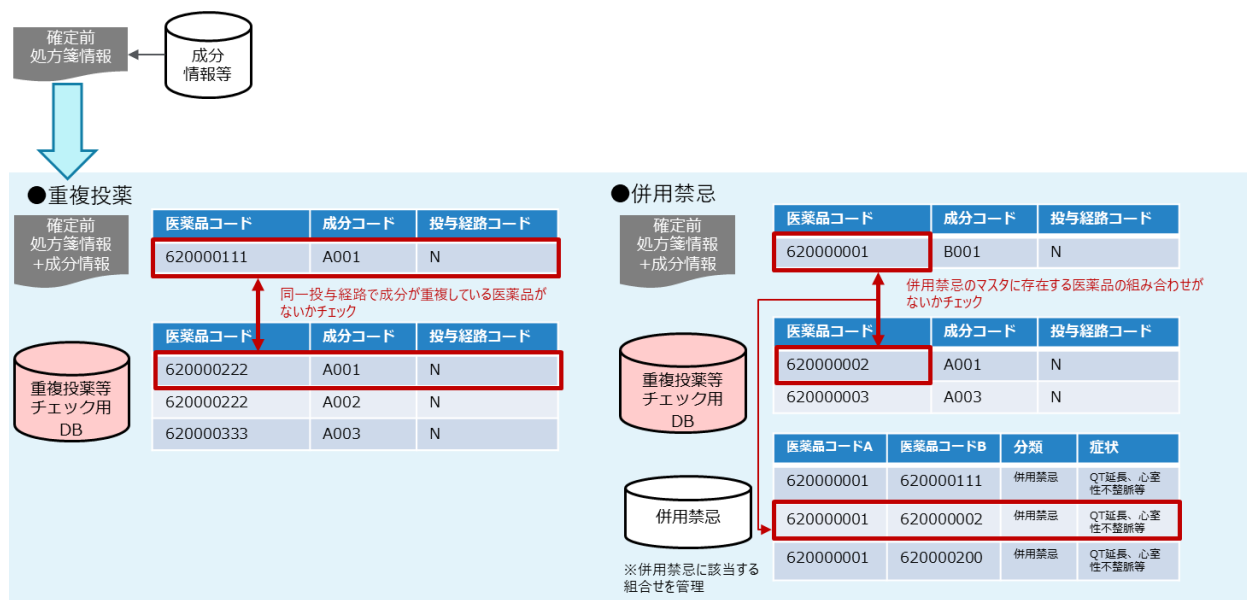 確定前
処方箋情報
成分
情報等
●重複投薬
確定前
処方箋情報
+成分情報
医薬品コード 成分コード 投与経路コード
620000111 A001 N
同一投与経路で成分が重複している医薬品が
ないかチェック
重複投薬等
チェック用
DB
医薬品コード 成分コード 投与経路コード
620000222 A001 N
620000222 A002 N
620000333 A003 N
●併用禁忌
確定前
処方箋情報
+成分情報
医薬品コード 成分コード 投与経路コード
620000001 B001 N
併用禁忌のマスタに存在する医薬品の組み合わせが
ないかチェック
重複投薬等
チェック用
DB
医薬品コード 成分コード 投与経路コード
620000002 A001 N
620000003 A003 N
併用禁忌
※併用禁忌に該当する
組合せを管理
医薬品コードA 医薬品コードB 分類 症状
620000001 620000111 併用禁忌 QT延長、心室
性不整脈等
620000001 620000002 併用禁忌 QT延長、心室
性不整脈等
620000001 620000200 併用禁忌 QT延長、心室
性不整脈等